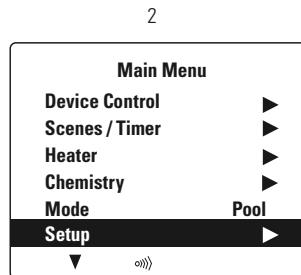 2
Main Menu
Device Control
Scenes / Timer
Heater
Chemistry
Mode Pool
Setup